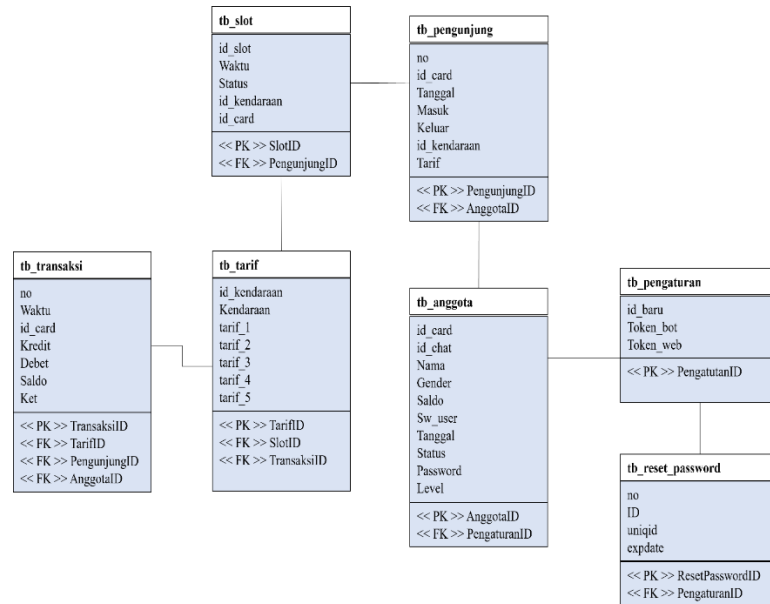 tb_slot
id_slot
Waktu
Status
id_kendaraan
id_card
<< PK >> SlotID
<< FK >> PengunjungID
tb_pengunjung
no
id_card
Tanggal
Masuk
Keluar
id_kendaraan
Tarif
<< PK >> PengunjungID
<< FK >> AnggotaID
tb_transaksi
no
Waktu
id_card
Kredit
Debet
Saldo
Ket
<< PK >> TransaksiID
<< FK >> TarifID
<< FK >> PengunjungID
<< FK >> AnggotaID
tb_tarif
id_kendaraan
Kendaraan
tarif_1
tarif_2
tarif_3
tarif_4
tarif_5
<< PK >> TarifID
<< FK >> SlotID
<< FK >> TransaksiID
tb_anggota
id_card
id_chat
Nama
Gender
Saldo
Sw_user
Tanggal
Status
Password
Level
<< PK >> AnggotaID
<< FK >> PengaturanID
tb_pengaturan
id_baru
Token_bot
Token_web
<< PK >> PengatutanID
tb_reset_password
no
ID
uniqid
expdate
<< PK >> ResetPasswordID
<< FK >> PengaturanID